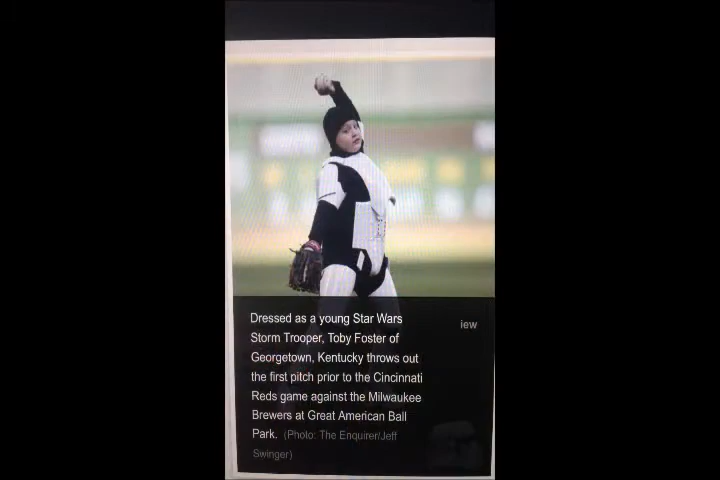 Dressed as a young Star Wars
Storm Trooper, Toby Foster of
iew
Georgetown, Kentucky throws out
the first pitch prior to the Cincinnati
Reds game against the Milwaukee
Brewers at Great American Ball
Park. (Photo: The Enquirer/Jeff
Swinger)